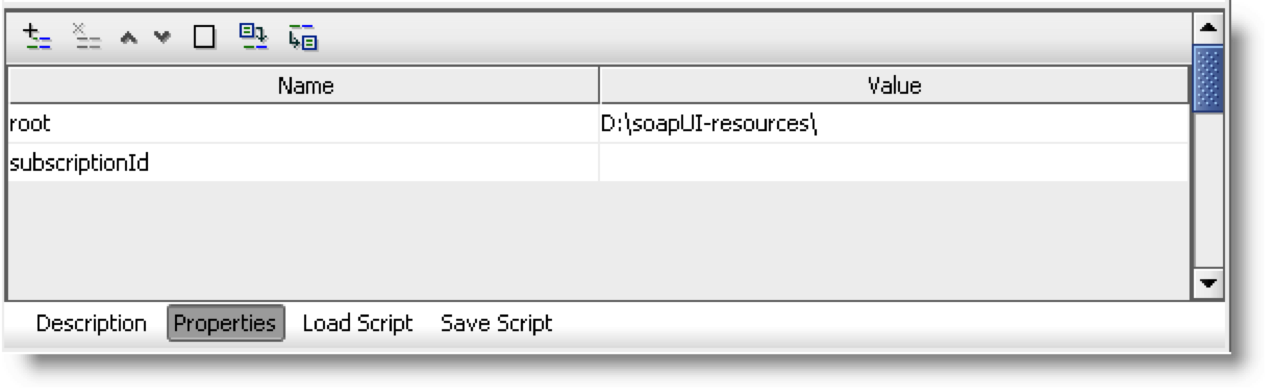 Name Value
root D:\soapUI-resources\
subscriptionId
Description Properties Load Script Save Script